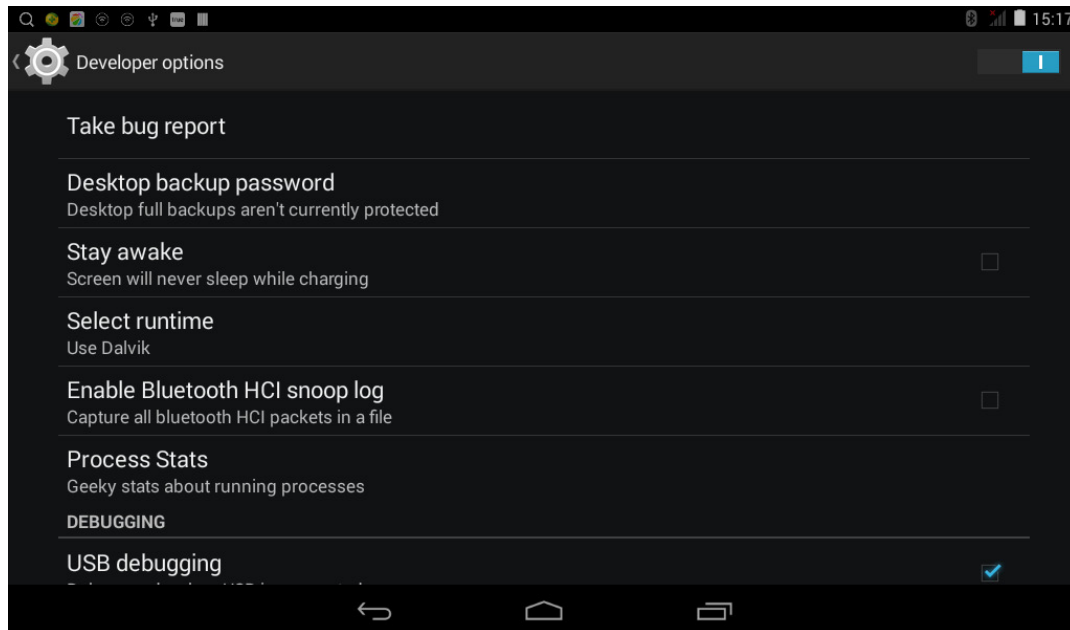 15:17
Developer options
Take bug report
Desktop backup password
Desktop full backups aren't currently protected
Stay awake
Screen will never sleep while charging
Select runtime
Use Dalvik
Enable Bluetooth HCI snoop log
Capture all bluetooth HCI packets in a file
Process Stats
Geeky stats about running processes
DEBUGGING
USB debugging